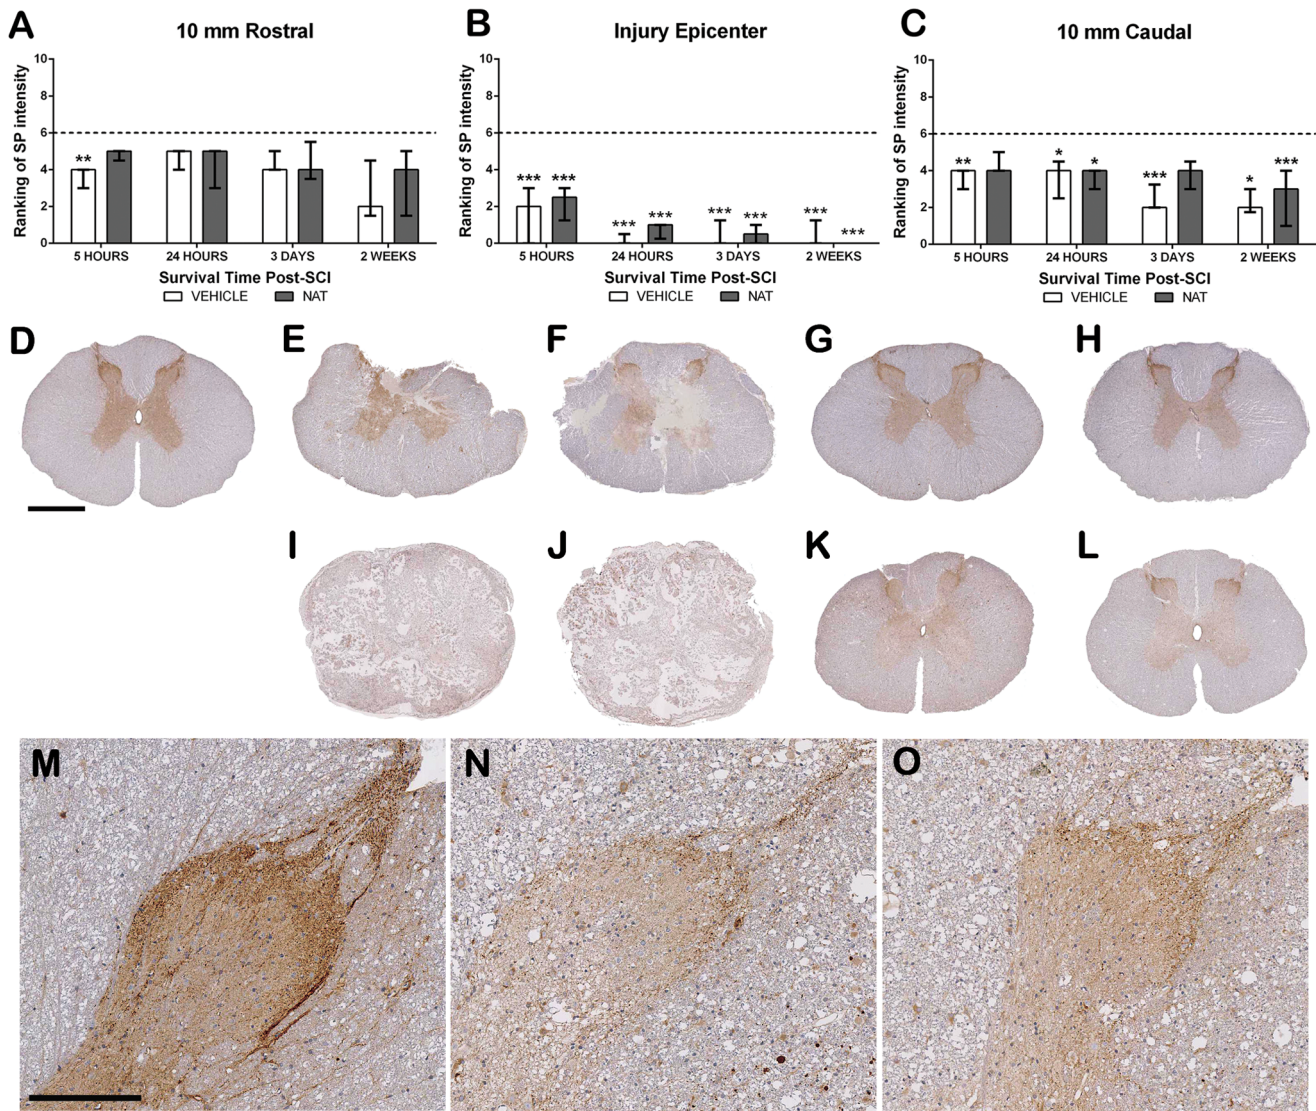 A
10 mm Rostral
Ranking of SP intensity
10
8
6
4
2
0
**
5 HOURS
24 HOURS
3 DAYS
2 WEEKS
Survival Time Post-SCI
VEHICLE
NAT
B
Injury Epicenter
Ranking of SP intensity
10
8
6
4
2
0
***
***
***
***
***
***
***
***
5 HOURS
24 HOURS
3 DAYS
2 WEEKS
Survival Time Post-SCI
VEHICLE
NAT
C
10 mm Caudal
Ranking of SP intensity
10
8
6
4
2
0
**
*
*
***
*
***
5 HOURS
24 HOURS
3 DAYS
2 WEEKS
Survival Time Post-SCI
VEHICLE
NAT
D
E
F
G
H
I
J
K
L
M
N
O